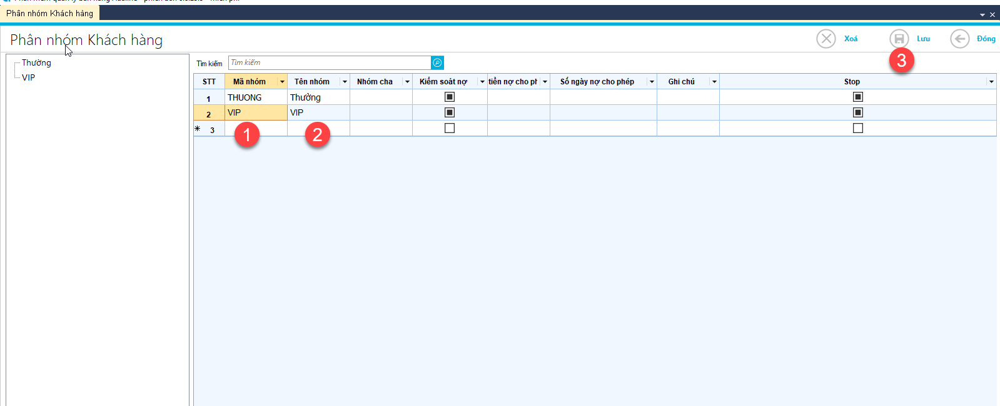 Phân nhóm Khách hàng
Phân nhóm Khách hàng
Xoá
Lưu
Đóng
3
Thường
VIP
Tìm kiếm
Tìm kiếm
STT Mã nhóm Tên nhóm Nhóm cha Kiểm soát nợ tiền nợ cho Số ngày nợ cho phép Ghi chú Stop
1 THUONG Thường
2 VIP VIP
* 3
1 2